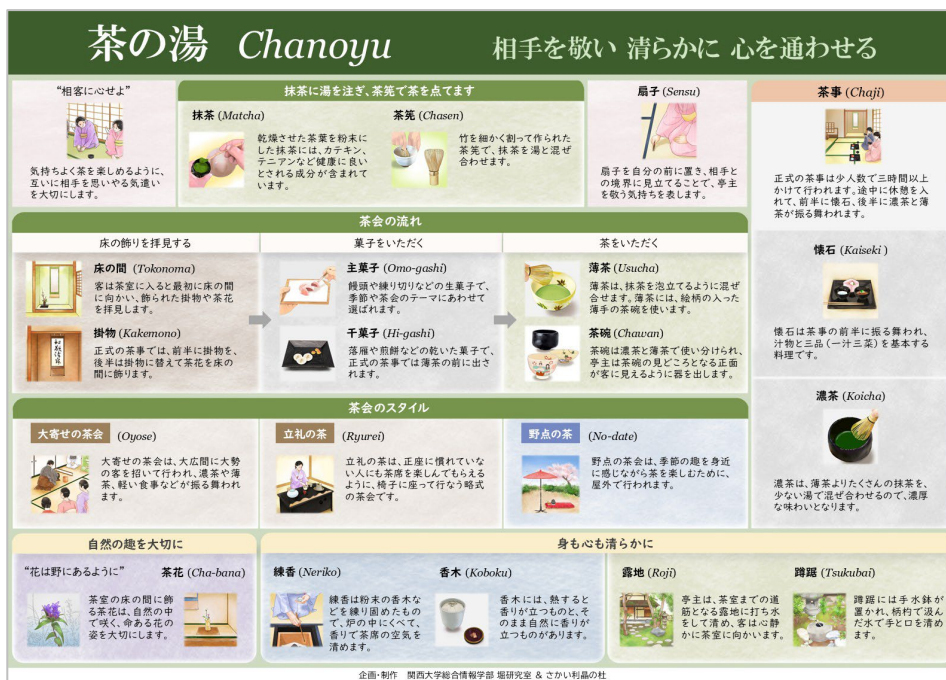 茶の湯 Chanoyu
相手を敬い 清らかに 心を通わせる
“相客に心せよ”
気持ちよく茶を楽しめるように、
互いに相手を思いやる気遣い
を大切にします。
抹茶に湯を注ぎ、茶筅で茶を点てます
抹茶 (Matcha)
乾燥させた茶葉を粉末に
した抹茶には、カテキン、
テニアンなど健康に良い
とされる成分が含まれて
います。
茶筅 (Chasen)
竹を細かく割って作られた
茶筅で、抹茶を湯と混ぜ
合わせます。
扇子 (Sensu)
扇子を自分の前に置き、相手と
の境界に見立てることで、亭主
を敬う気持ちを表します。
茶事 (Chaji)
正式の茶事は少人数で三時間以上
かけて行われます。途中に休憩を入
れて、前半に懐石、後半に濃茶と薄
茶が振る舞われます。
茶会の流れ
床の飾りを拝見する
床の間 (Tokonoma)
客は茶室に入ると最初に床の間
に向かい、飾られた掛物や茶花
を拝見します。
掛物 (Kakemono)
正式の茶事では、前半に掛物を、
後半は掛物に替えて茶花を床の
間に飾ります。
菓子をいただく
主菓子 (Omo-gashi)
饅頭や練り切りなどの生菓子で、
季節や茶会のテーマにあわせて
選ばれます。
干菓子 (Hi-gashi)
落雁や煎餅などの乾いた菓子で、
正式の茶事では薄茶の前に出さ
れます。
茶をいただく
薄茶 (Usucha)
薄茶は、抹茶を泡立てるように混ぜ
合せます。薄茶には、絵柄の入った
薄手の茶碗を使います。
茶碗 (Chawan)
茶碗は濃茶と薄茶で使い分けられ、
亭主は茶碗の見どころとなる正面
が客に見えるように器を出します。
懐石 (Kaiseki)
懐石は茶事の前半に振る舞われ、
汁物と三品(一汁三菜)を基本する
料理です。
濃茶 (Koicha)
濃茶は、薄茶よりたくさんの抹茶を、
少ない湯で混ぜ合わせるので、濃厚
な味わいとなります。
茶会のスタイル
大寄せの茶会 (Oyose)
大寄せの茶会は、大広間に大勢
の客を招いて行われ、濃茶や薄
茶、軽い食事などが振る舞われ
ます。
立礼の茶 (Ryurei)
立礼の茶は、正座に慣れていな
い人にも茶席を楽しんでもらえる
ように、椅子に座って行なう略式
の茶会です。
野点の茶 (No-date)
野点の茶会は、季節の趣を身近
に感じながら茶を楽しむために、
屋外で行われます。
自然の趣を大切に
“花は野にあるように” 茶花 (Cha-bana)
茶室の床の間に飾
る茶花は、自然の中
で咲く、命ある花の
姿を大切にします。
身も心も清らかに
練香 (Neriko)
練香は粉末の香木な
どを練り固めたもの
で、炉の中にくべて、
香りで茶席の空気を
清めます。
香木 (Koboku)
香木には、熱すると
香りが立つものと、そ
のまま自然に香りが
立つものがあります。
露地 (Roji)
亭主は、茶室までの道
筋となる露地に打ち水
をして清め、客は心静
かに茶室に向かいます。
蹲踞 (Tsukubai)
蹲踞には手水鉢が
置かれ、柄杓で汲ん
だ水で手と口を清め
ます。
企画・制作 関西大学総合情報学部 堀研究室 & さかい利晶の杜